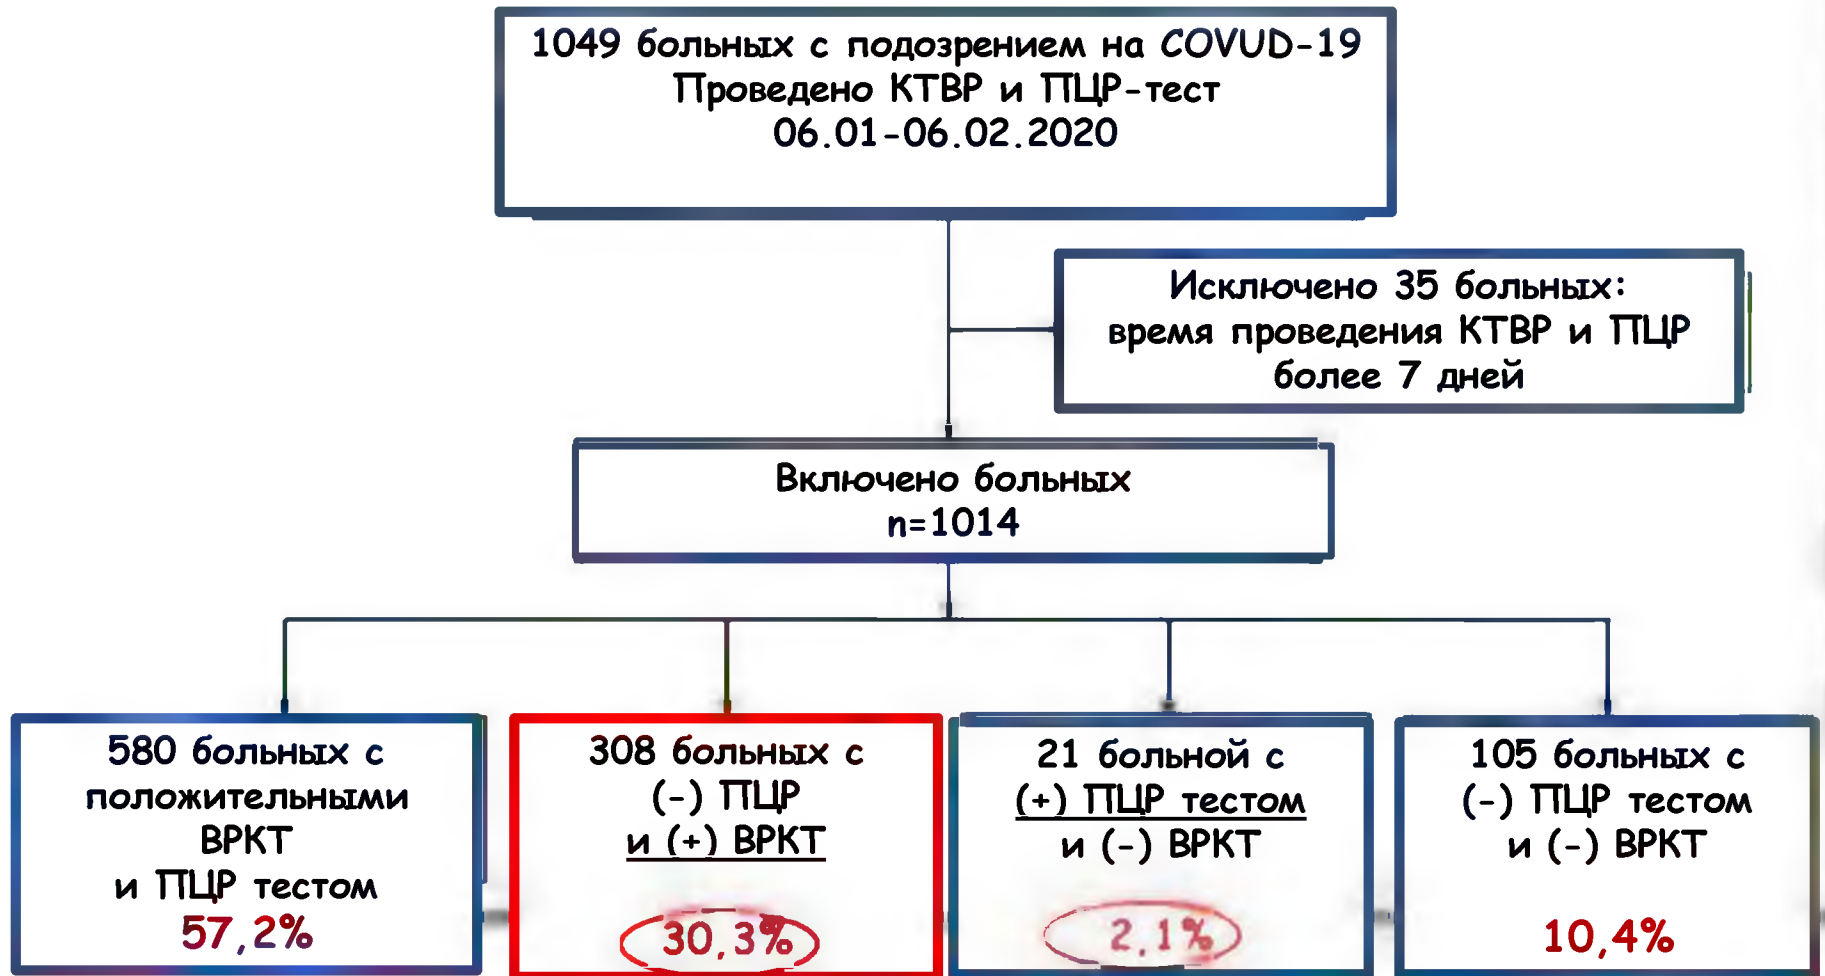 1049 больных с подозрением на COVUD-19
Проведено КТВР и ПЦР-тест
06.01-06.02.2020
Исключено 35 больных:
время проведения КТВР и ПЦР
более 7 дней
Включено больных
n=1014
580 больных с
положительными
ВРКТ
и ПЦР тестом
57,2%
308 больных с
(-) ПЦР
и (+) ВРКТ
30,3%
21 больной с
(+) ПЦР тестом
и (-) ВРКТ
2,1%
105 больных с
(-) ПЦР тестом
и (-) ВРКТ
10,4%